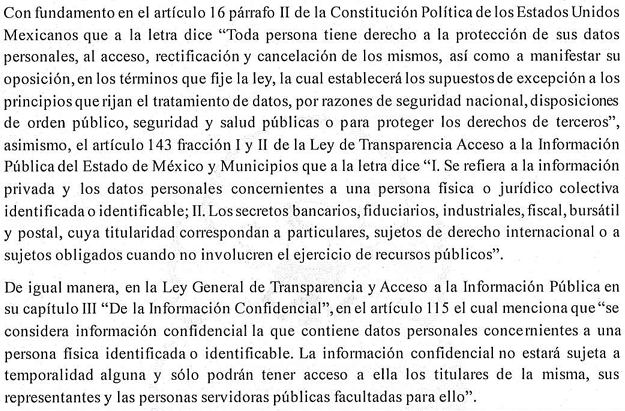 Con fundamento en el artículo 16 párrafo II de la Constitución Política de los Estados Unidos
Mexicanos que a la letra dice “Toda persona tiene derecho a la protección de sus datos
personales, al acceso, rectificación y cancelación de los mismos, así como a manifestar su
oposición, en los términos que fije la ley, la cual establecerá los supuestos de excepción a los
principios que rijan el tratamiento de datos, por razones de seguridad nacional, disposiciones
de orden público, seguridad y salud públicas o para proteger los derechos de terceros”,
asimismo, el artículo 143 fracción I y II de la Ley de Transparencia Acceso a la Información
Pública del Estado de México y Municipios que a la letra dice “I. Se refiera a la información
privada y los datos personales concernientes a una persona física o jurídico colectiva
identificada o identificable; II. Los secretos bancarios, fiduciarios, industriales, fiscal, bursátil
y postal, cuya titularidad correspondan a particulares, sujetos de derecho internacional o a
sujetos obligados cuando no involucren el ejercicio de recursos públicos”.
De igual manera, en la Ley General de Transparencia y Acceso a la Información Pública en
su capítulo III “De la Información Confidencial”, en el artículo 115 el cual menciona que “se
considera información confidencial la que contiene datos personales concernientes a una
persona física identificada o identificable. La información confidencial no estará sujeta a
temporalidad alguna y sólo podrán tener acceso a ella los titulares de la misma, sus
representantes y las personas servidoras públicas facultadas para ello”.